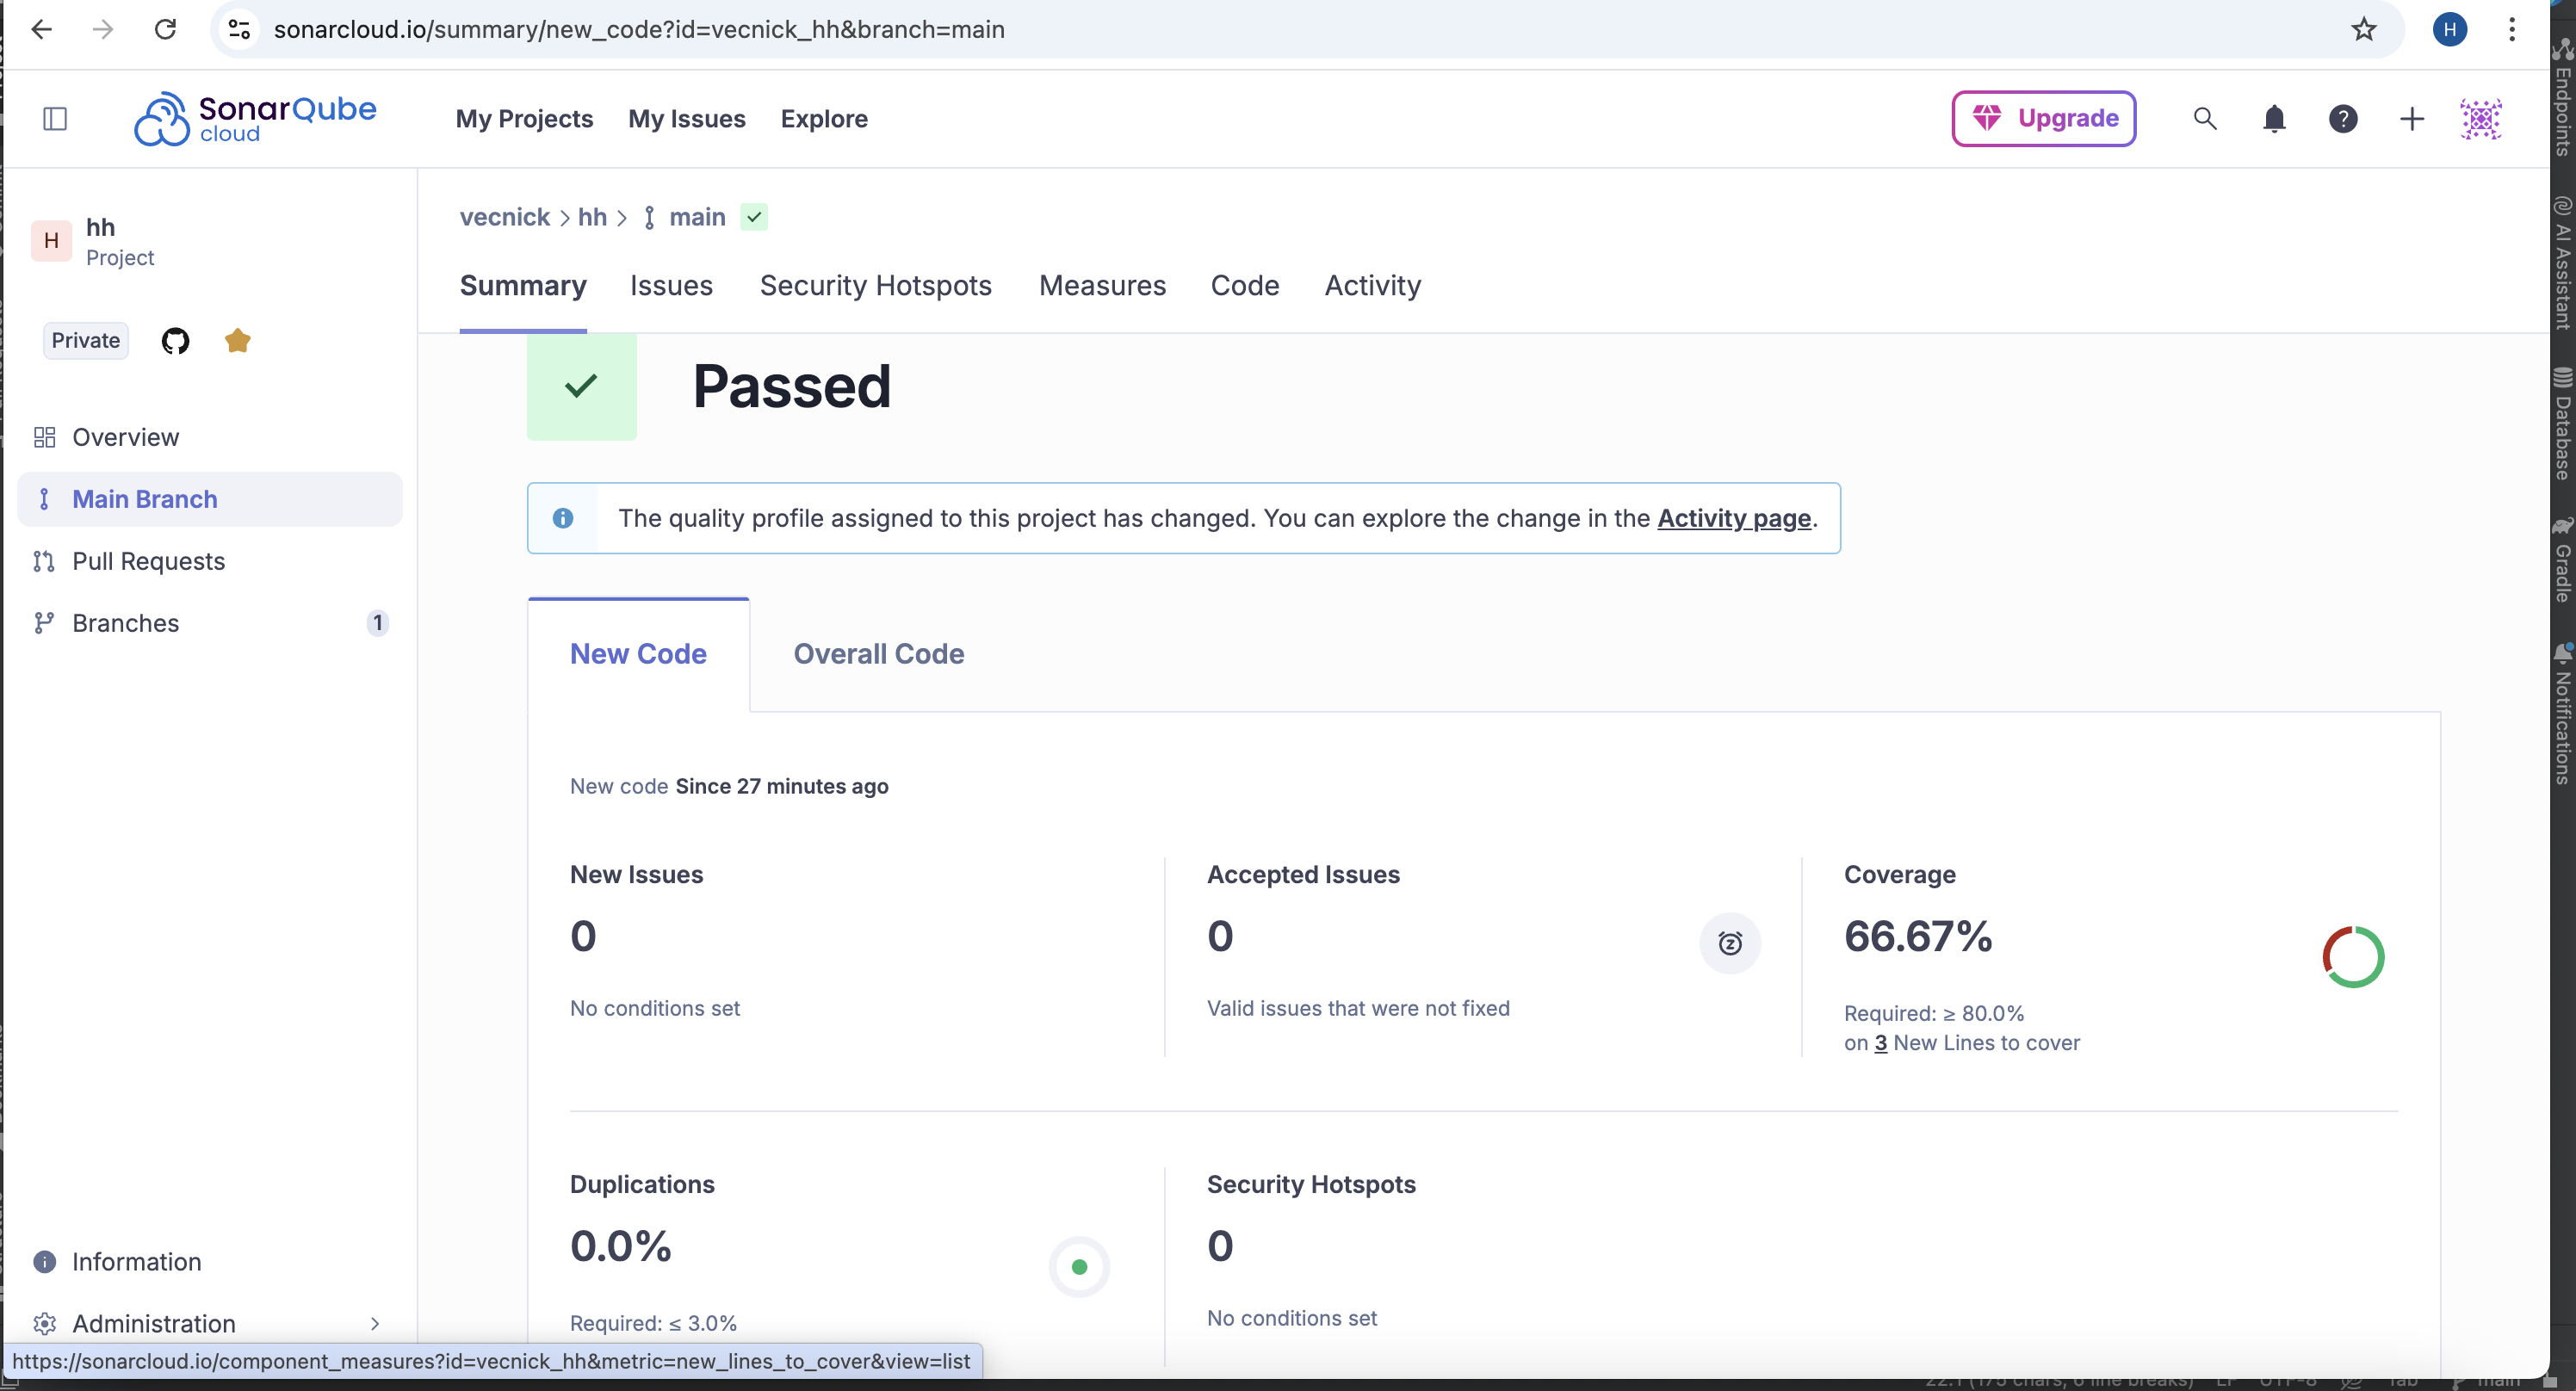 sonarcloud.io/summary/new_code?id=vecnick_hh&branch=main
H
SonarQube
cloud
My Projects
My Issues
Explore
Upgrade
H
hh
Project
Private
Overview
Main Branch
Pull Requests
Branches
1
Information
Administration
vecnick > hh > main
Summary
Issues
Security Hotspots
Measures
Code
Activity
Passed
The quality profile assigned to this project has changed. You can explore the change in the Activity page.
New Code
Overall Code
New code Since 27 minutes ago
New Issues
0
No conditions set
Accepted Issues
0
Valid issues that were not fixed
Coverage
66.67%
Required: ≥ 80.0%
on 3 New Lines to cover
Duplications
0.0%
Required: ≤ 3.0%
Security Hotspots
0
No conditions set
https://sonarcloud.io/component_measures?id=vecnick_hh&metric=new_lines_to_cover&view=list
Endpoints
AI Assistant
Database
Gradle
Notifications